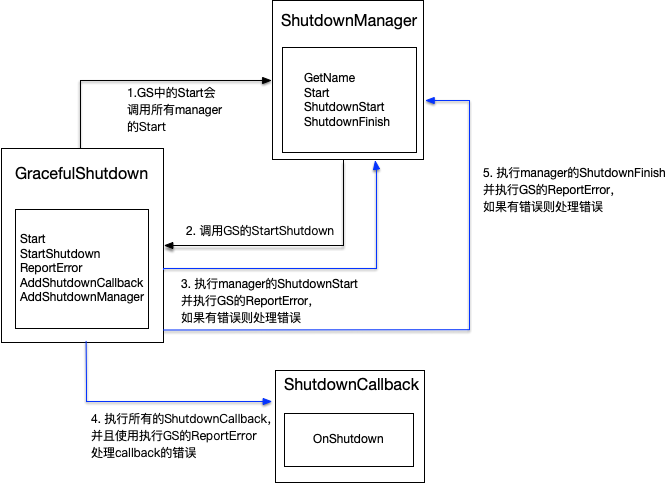 ShutdownManager
GetName
Start
ShutdownStart
ShutdownFinish
1.GS中的Start会
调用所有manager
的Start
GracefulShutdown
Start
StartShutdown
ReportError
AddShutdownCallback
AddShutdownManager
2. 调用GS的StartShutdown
3. 执行manager的ShutdownStart
并执行GS的ReportError，
如果有错误则处理错误
5. 执行manager的ShutdownFinish
并执行GS的ReportError，
如果有错误则处理错误
4. 执行所有的ShutdownCallback，
并且使用执行GS的ReportError
处理callback的错误
ShutdownCallback
OnShutdown